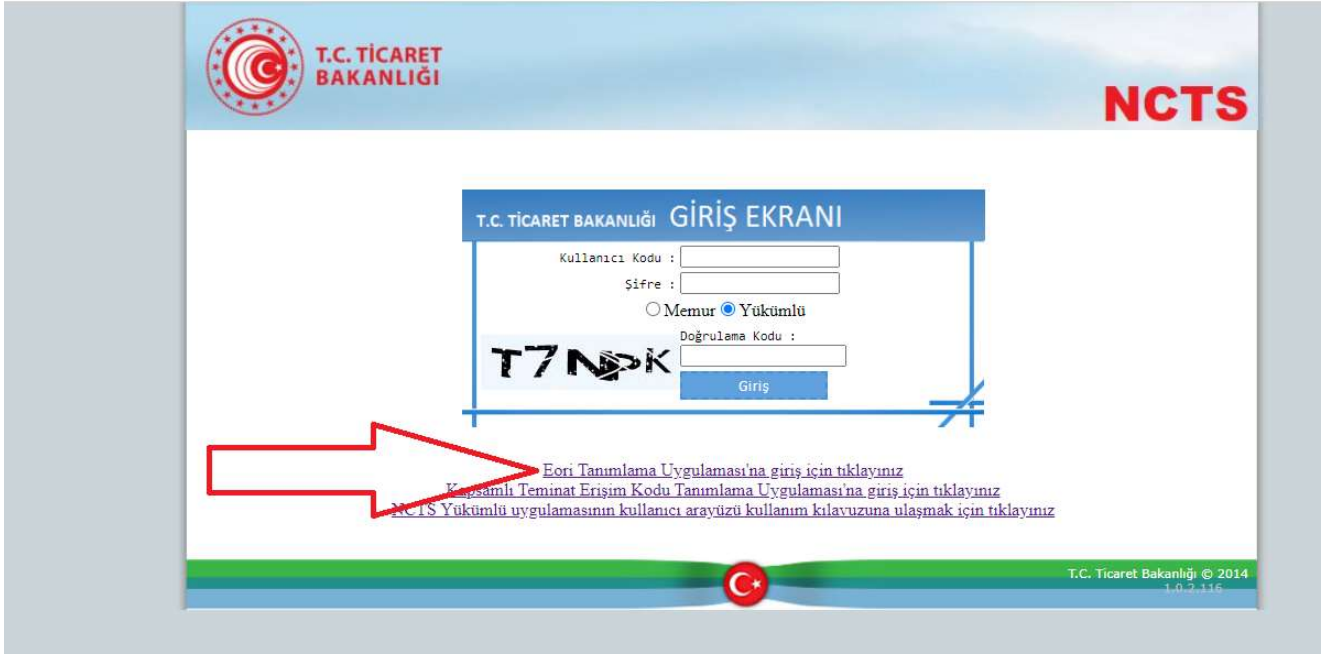 T.C. TİCARET
BAKANLIĞI
NCTS
T.C. TİCARET BAKANLIĞI GİRİŞ EKRANI
Kullanıcı Kodu :
Şifre :
Memur Yükümlü
Doğrulama Kodu :
T7NPK
Giriş
Eori Tanımlama Uygulaması'na giriş için tıklayınız
Kapsamlı Teminat Erişim Kodu Tanımlama Uygulaması'na giriş için tıklayınız
NCTS Yükümlü uygulamasının kullanıcı arayüzü kullanım kılavuzuna ulaşmak için tıklayınız
T.C. Ticaret Bakanlığı © 2014
1.0.2.116